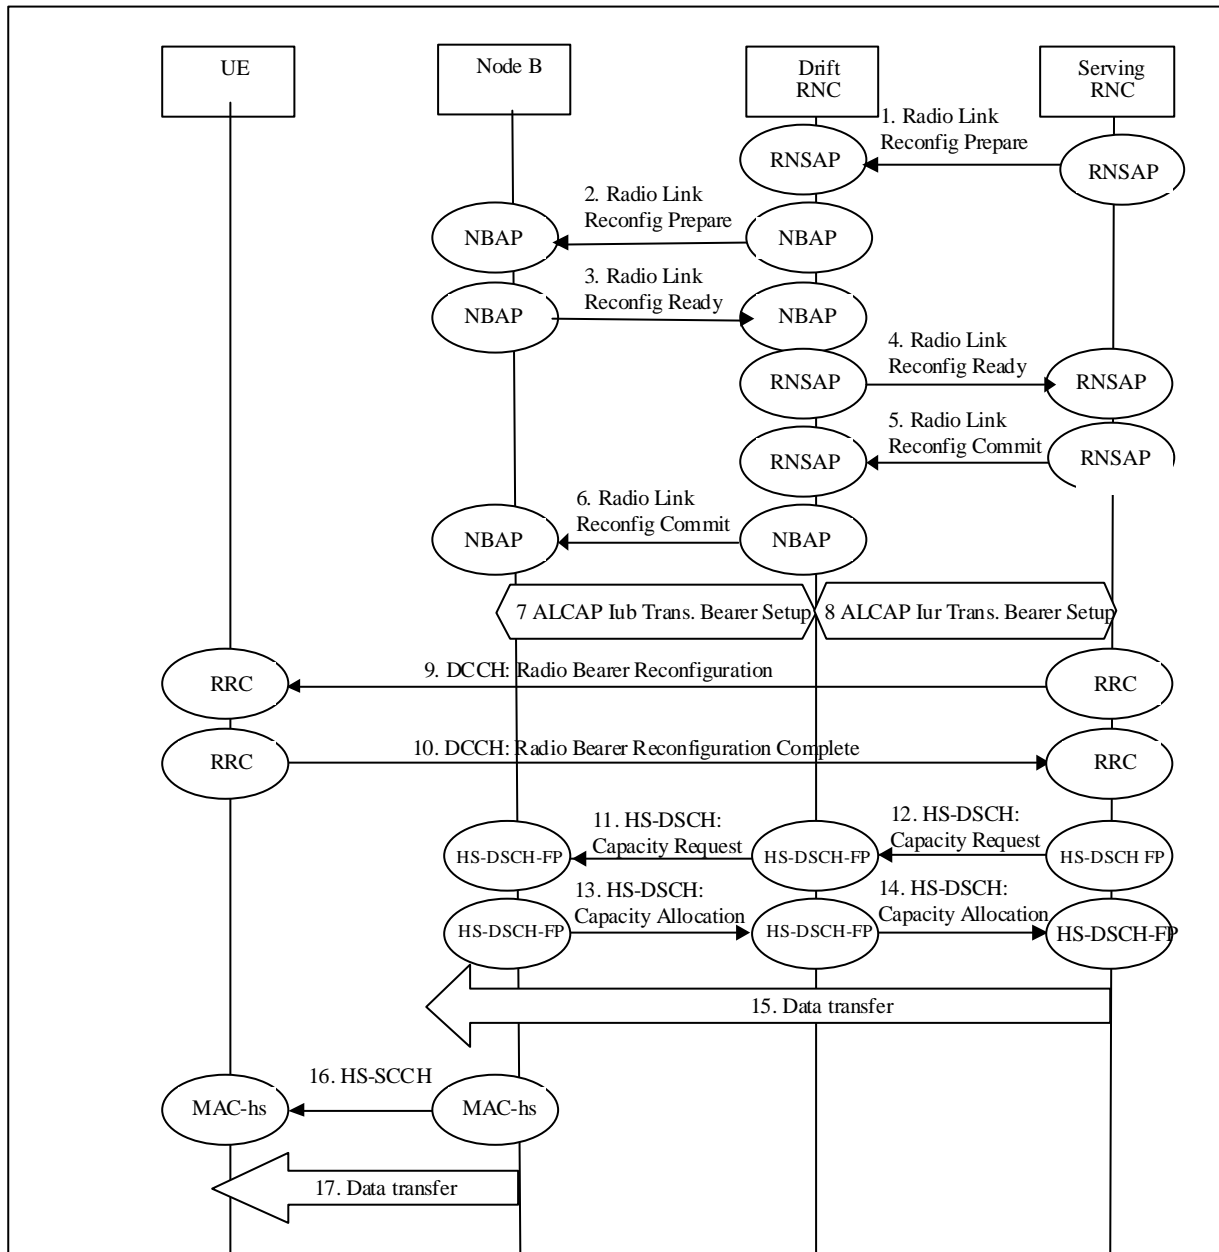 UE
Node B
Drift
RNC
Serving
RNC
1. Radio Link
Reconfig Prepare
RNSAP
RNSAP
2. Radio Link
Reconfig Prepare
NBAP
NBAP
3. Radio Link
Reconfig Ready
NBAP
NBAP
4. Radio Link
Reconfig Ready
RNSAP
RNSAP
5. Radio Link
Reconfig Commit
RNSAP
RNSAP
6. Radio Link
Reconfig Commit
NBAP
NBAP
7 ALCAP Iub Trans. Bearer Setup
8 ALCAP Iur Trans. Bearer Setup
9. DCCH: Radio Bearer Reconfiguration
RRC
RRC
10. DCCH: Radio Bearer Reconfiguration Complete
RRC
RRC
11. HS-DSCH:
Capacity Request
12. HS-DSCH:
Capacity Request
HS-DSCH-FP
HS-DSCH-FP
HS-DSCH FP
13. HS-DSCH:
Capacity Allocation
14. HS-DSCH:
Capacity Allocation
HS-DSCH-FP
HS-DSCH-FP
HS-DSCH-FP
15. Data transfer
16. HS-SCCH
MAC-hs
MAC-hs
17. Data transfer